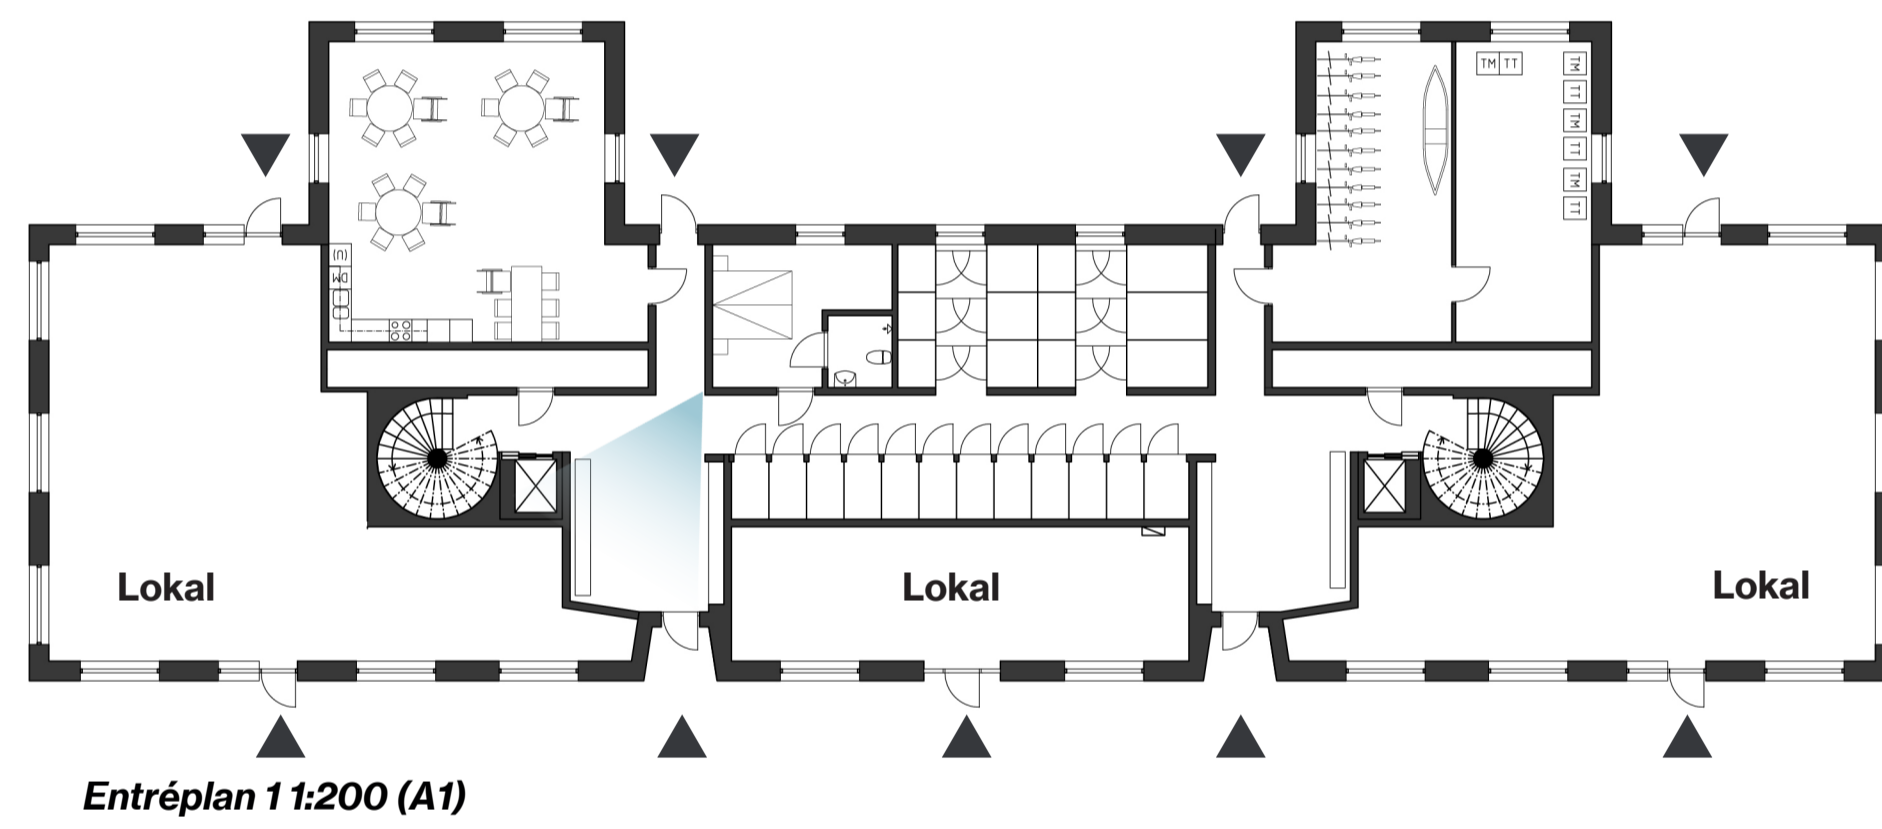 TM TT
TM
TT
TM
TT
TM
TT
(U)
DM
Lokal
Lokal
Lokal
Entréplan 1 1:200 (A1)